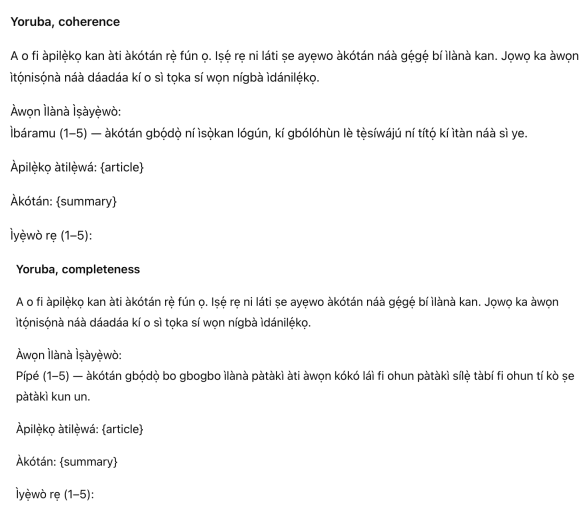 Yoruba, coherence
A o fi àpilẹ̀kọ kan àti àkótán rẹ̀ fún ọ. Iṣẹ́ rẹ ni láti ṣe ayẹwo àkótán náà gẹ́gẹ́ bí ìlànà kan. Jọwọ ka àwọn
ìtọ́nisọ́nà náà dáadáa kí o sì tọka sí wọn nígbà ìdánilẹ́kọ.
Àwọn Ìlànà Ìṣàyẹ̀wò:
Ìbáramu (1–5) — àkótán gbọ́dọ̀ ní ìsọ̀kan lógún, kí gbólóhùn lè tẹ̀síwájú ní títọ́ kí ìtàn náà sì ye.
Àpilẹ̀kọ àtilẹ̀wá: {article}
Àkótán: {summary}
Ìyẹ̀wò rẹ (1–5):
Yoruba, completeness
A o fi àpilẹ̀kọ kan àti àkótán rẹ̀ fún ọ. Iṣẹ́ rẹ ni láti ṣe ayẹwo àkótán náà gẹ́gẹ́ bí ìlànà kan. Jọwọ ka àwọn
ìtọ́nisọ́nà náà dáadáa kí o sì tọka sí wọn nígbà ìdánilẹ́kọ.
Àwọn Ìlànà Ìṣàyẹ̀wò:
Pípé (1–5) — àkótán gbọ́dọ̀ bo gbogbo ìlànà pàtàkì àti àwọn kókó láì fi ohun pàtàkì sílẹ̀ tàbí fi ohun tí kò ṣe
pàtàkì kun un.
Àpilẹ̀kọ àtilẹ̀wá: {article}
Àkótán: {summary}
Ìyẹ̀wò rẹ (1–5):